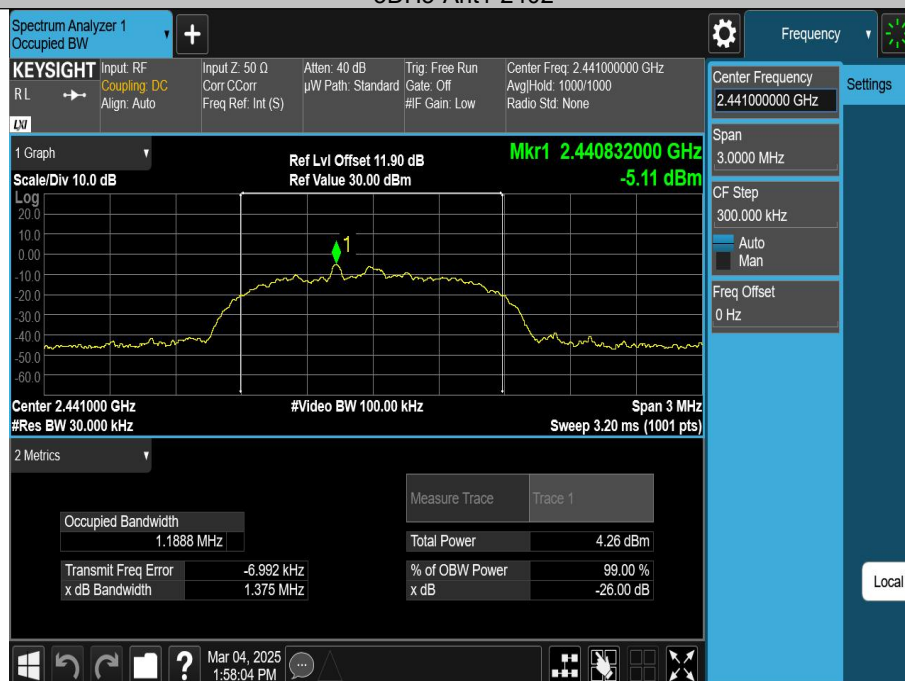 Spectrum Analyzer 1
Occupied BW
+
Frequency
KEYSIGHT
RL
LXI
Input: RF
Coupling: DC
Align: Auto
Input Z: 50 Ω
Corr CCorr
Freq Ref: Int (S)
Atten: 40 dB
µW Path: Standard
Trig: Free Run
Gate: Off
#IF Gain: Low
Center Freq: 2.441000000 GHz
Avg|Hold: 1000/1000
Radio Std: None
Center Frequency
2.441000000 GHz
Settings
Span
3.0000 MHz
CF Step
300.000 kHz
Auto
Man
Freq Offset
0 Hz
Local
1 Graph
Scale/Div 10.0 dB
Ref Lvl Offset 11.90 dB
Ref Value 30.00 dBm
Mkr1 2.440832000 GHz
-5.11 dBm
Log
20.0
10.0
0.00
-10.0
-20.0
-30.0
-40.0
-50.0
-60.0
1
Center 2.441000 GHz
#Res BW 30.000 kHz
#Video BW 100.00 kHz
Span 3 MHz
Sweep 3.20 ms (1001 pts)
2 Metrics
Measure Trace Trace 1
Occupied Bandwidth
1.1888 MHz
Total Power 4.26 dBm
Transmit Freq Error -6.992 kHz
% of OBW Power 99.00 %
x dB Bandwidth 1.375 MHz
x dB -26.00 dB
?
Mar 04, 2025
1:58:04 PM